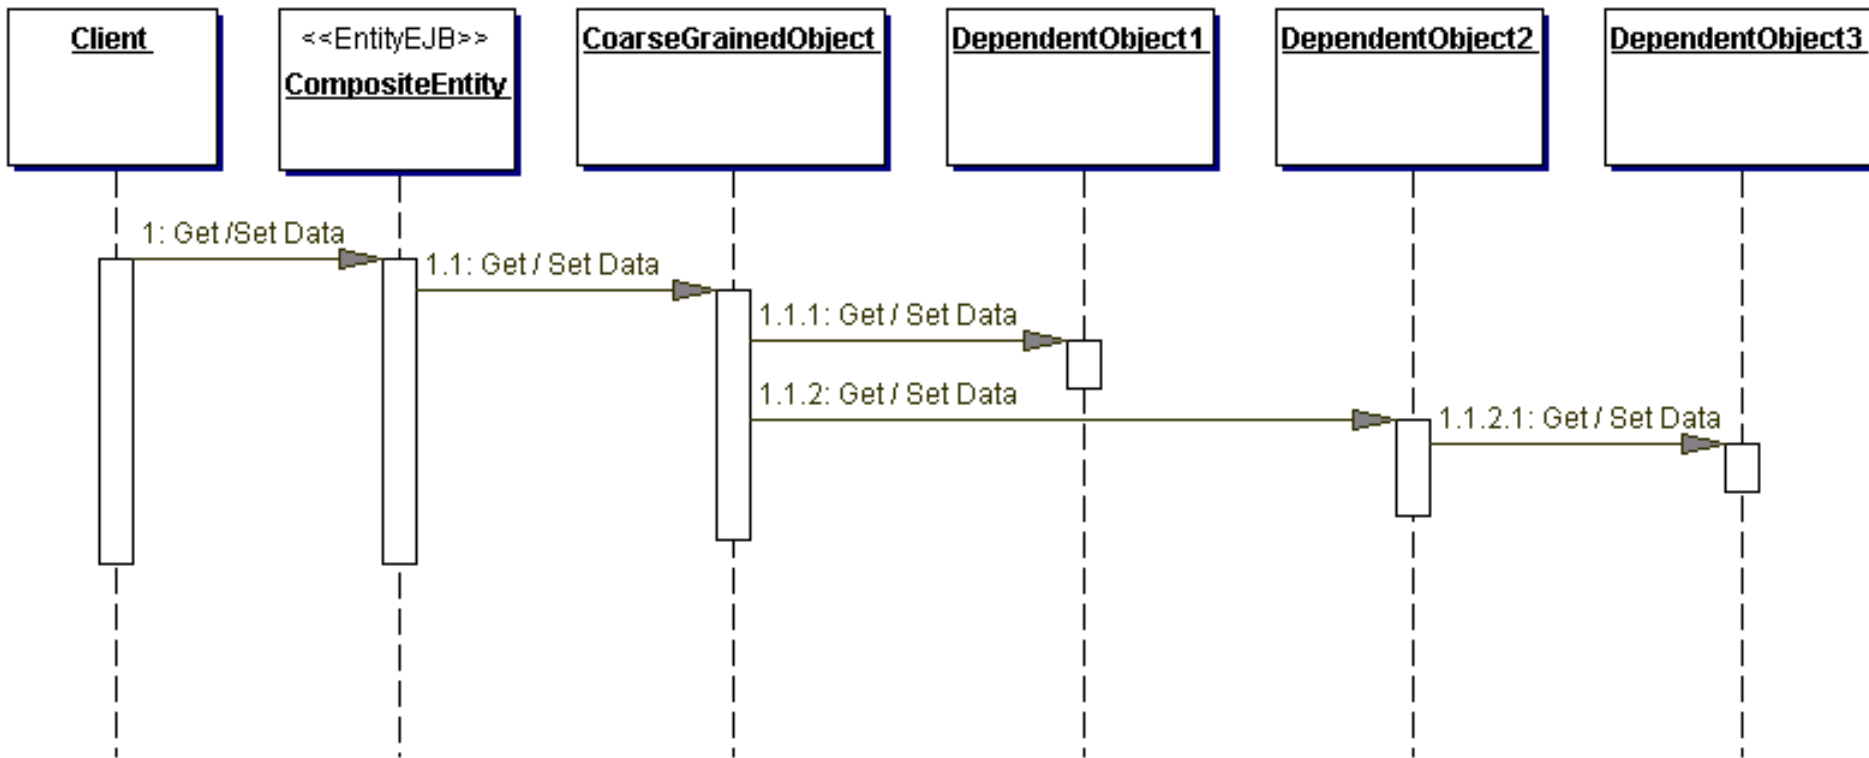 Client
<<EntityEJB>>
CompositeEntity
CoarseGrainedObject
DependentObject1
DependentObject2
DependentObject3
1: Get /Set Data
1.1: Get / Set Data
1.1.1: Get / Set Data
1.1.2: Get / Set Data
1.1.2.1: Get / Set Data